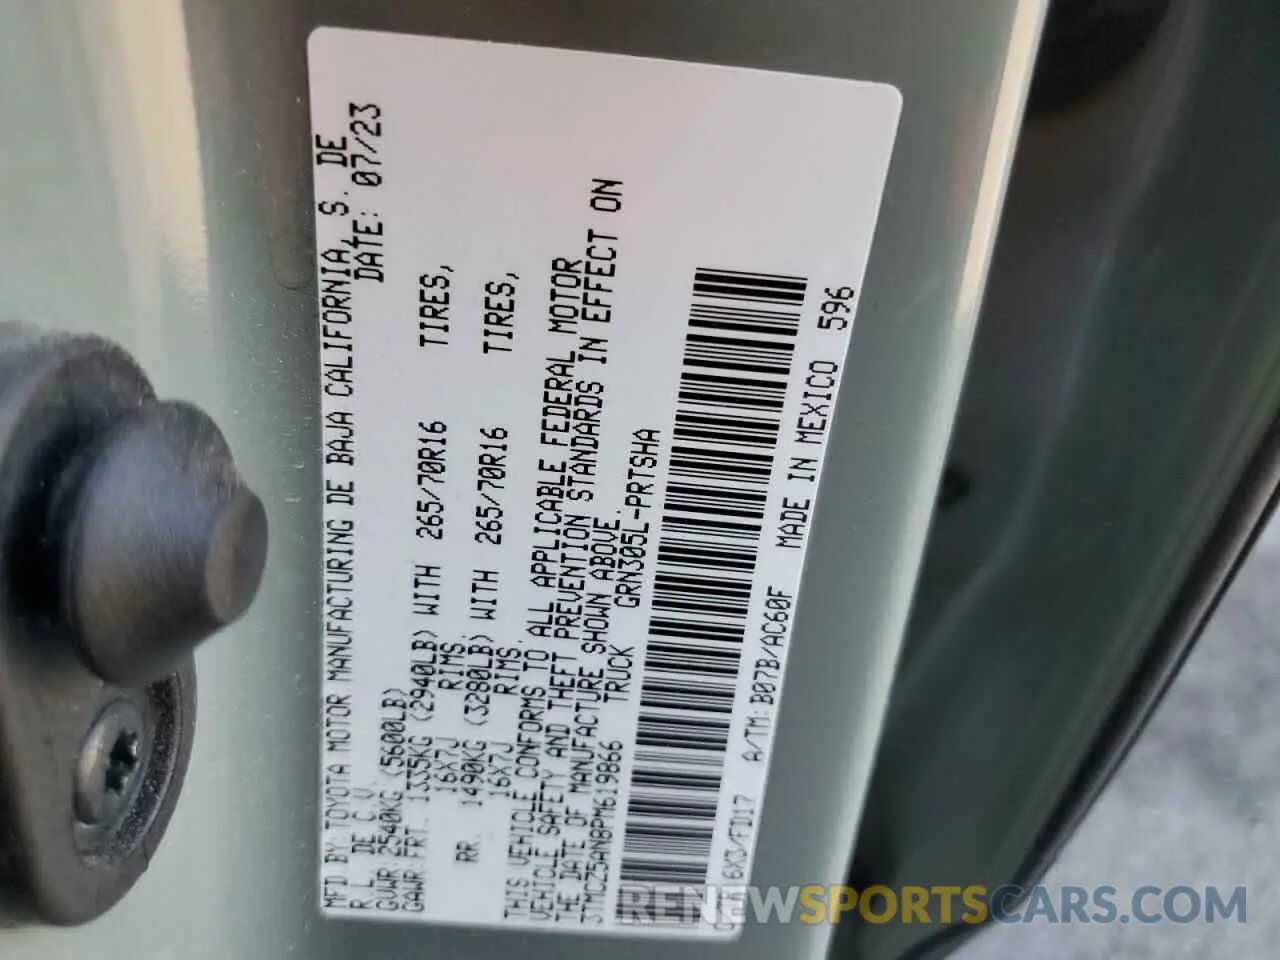 MFD BY: TOYOTA MOTOR MANUFACTURING DE BAJA CALIFORNIA, S. DE
R.L. DE C.V. DATE: 07/23
GVWR: 2540KG (5600LB)
GAWR: FRT. 1335KG (2940LB) WITH 265/70R16 TIRES,
16X7J RIMS
RR. 1490KG (3280LB) WITH 265/70R16 TIRES,
16X7J RIMS.
THIS VEHICLE CONFORMS TO ALL APPLICABLE FEDERAL MOTOR
VEHICLE SAFETY AND THEFT PREVENTION STANDARDS IN EFFECT ON
THE DATE OF MANUFACTURE SHOWN ABOVE.
3TMCZ5AN8PM619866 TRUCK GRN305L-PRTSHA
6X3/FD17 A/TM: B07B/AC60F MADE IN MEXICO 596
RENEWSPORTSCARS.COM